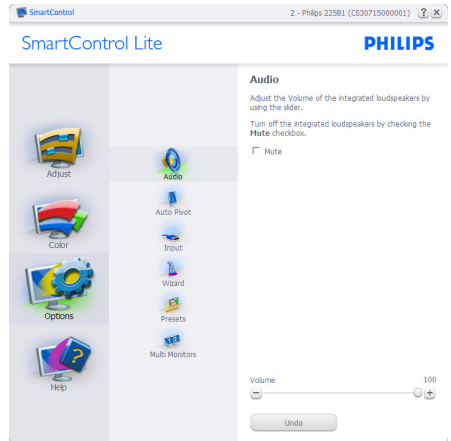 SmartControl
2 - Philips 225B1 (CS30715000001)
? X
SmartControl Lite
PHILIPS
Adjust
Color
Options
Help
Audio
Auto Pivot
Input
Wizard
Presets
Multi Monitors
Audio
Adjust the Volume of the integrated loudspeakers by
using the slider.
Turn off the integrated loudspeakers by checking the
Mute checkbox.
Mute
Volume
100
Undo